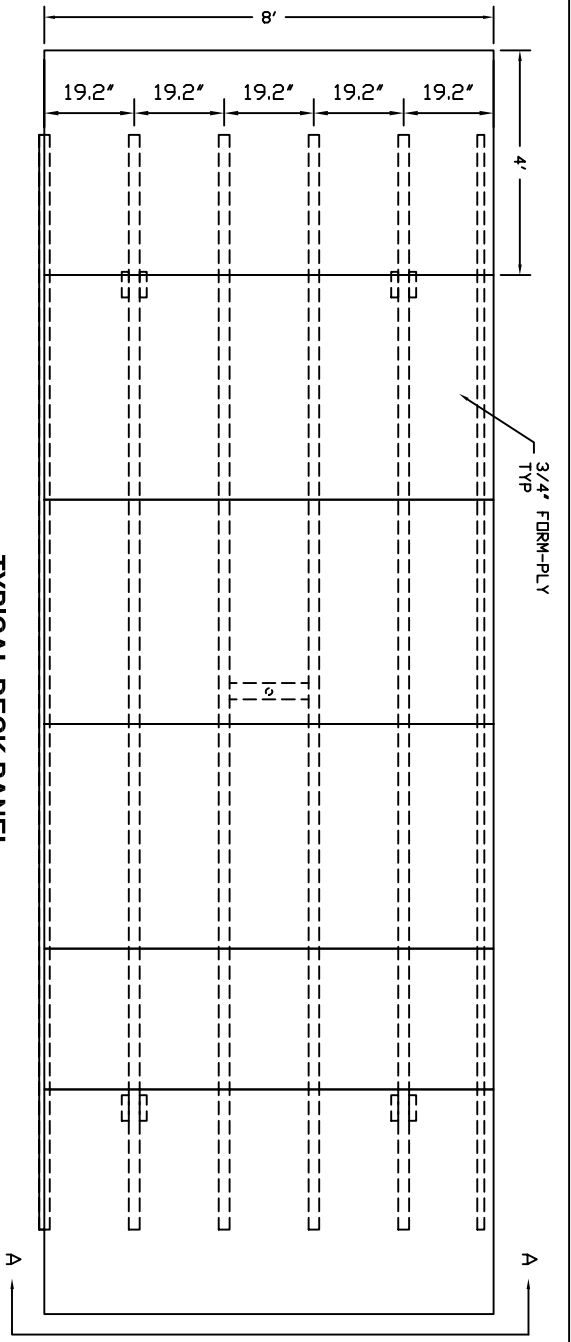 8'
19.2" 19.2" 19.2" 19.2" 19.2"
4'
3/4" FORM-PLY
TYP
A
A
TYPICAL DECK PANEL